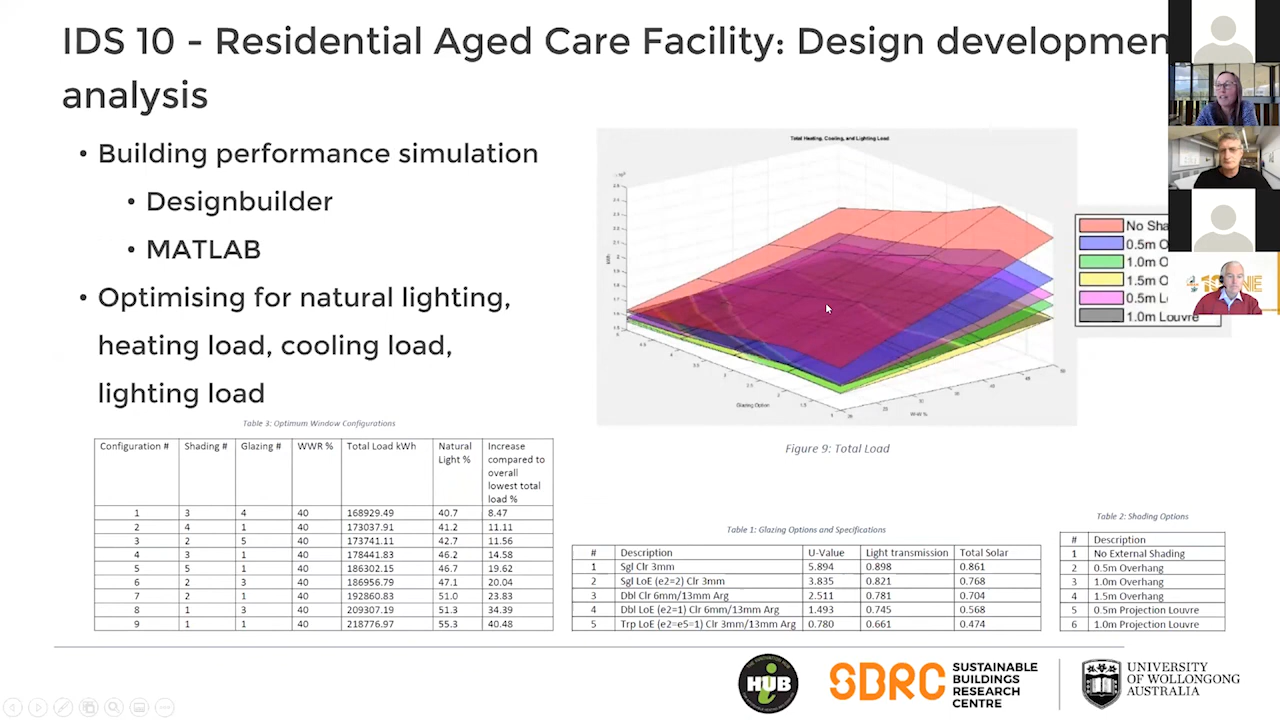 IDS 10 - Residential Aged Care Facility: Design developmen
analysis
• Building performance simulation
• Designbuilder
• MATLAB
• Optimising for natural lighting,
heating load, cooling load,
lighting load
Total Heating, Cooling, and Lighting Load
kWh
Glazing Option
WWR %
No Sha
0.5m O
1.0m O
1.5m O
0.5m L
1.0m Louvre
Figure 9: Total Load
Table 3: Optimum Window Configurations
Configuration # Shading # Glazing # WWR % Total Load kWh Natural Light % Increase compared to overall lowest total load %
1 3 4 40 168929.49 40.7 8.47
2 4 1 40 173037.91 41.2 11.11
3 2 5 40 173741.11 42.7 11.56
4 3 1 40 178441.83 46.2 14.58
5 5 1 40 186302.15 46.7 19.62
6 2 3 40 186956.79 47.1 20.04
7 2 1 40 192860.83 51.0 23.83
8 1 3 40 209307.19 51.3 34.39
9 1 1 40 218776.97 55.3 40.48
Table 1: Glazing Options and Specifications
# Description U-Value Light transmission Total Solar
1 Sgl Clr 3mm 5.894 0.898 0.861
2 Sgl LoE (e2=2) Clr 3mm 3.835 0.821 0.768
3 Dbl Clr 6mm/13mm Arg 2.511 0.781 0.704
4 Dbl LoE (e2=1) Clr 6mm/13mm Arg 1.493 0.745 0.568
5 Trp LoE (e2=e5=1) Clr 3mm/13mm Arg 0.780 0.661 0.474
Table 2: Shading Options
# Description
1 No External Shading
2 0.5m Overhang
3 1.0m Overhang
4 1.5m Overhang
5 0.5m Projection Louvre
6 1.0m Projection Louvre
HUB
SDRC
SUSTAINABLE
BUILDINGS
RESEARCH
CENTRE
UNIVERSITY
OF WOLLONGONG
AUSTRALIA